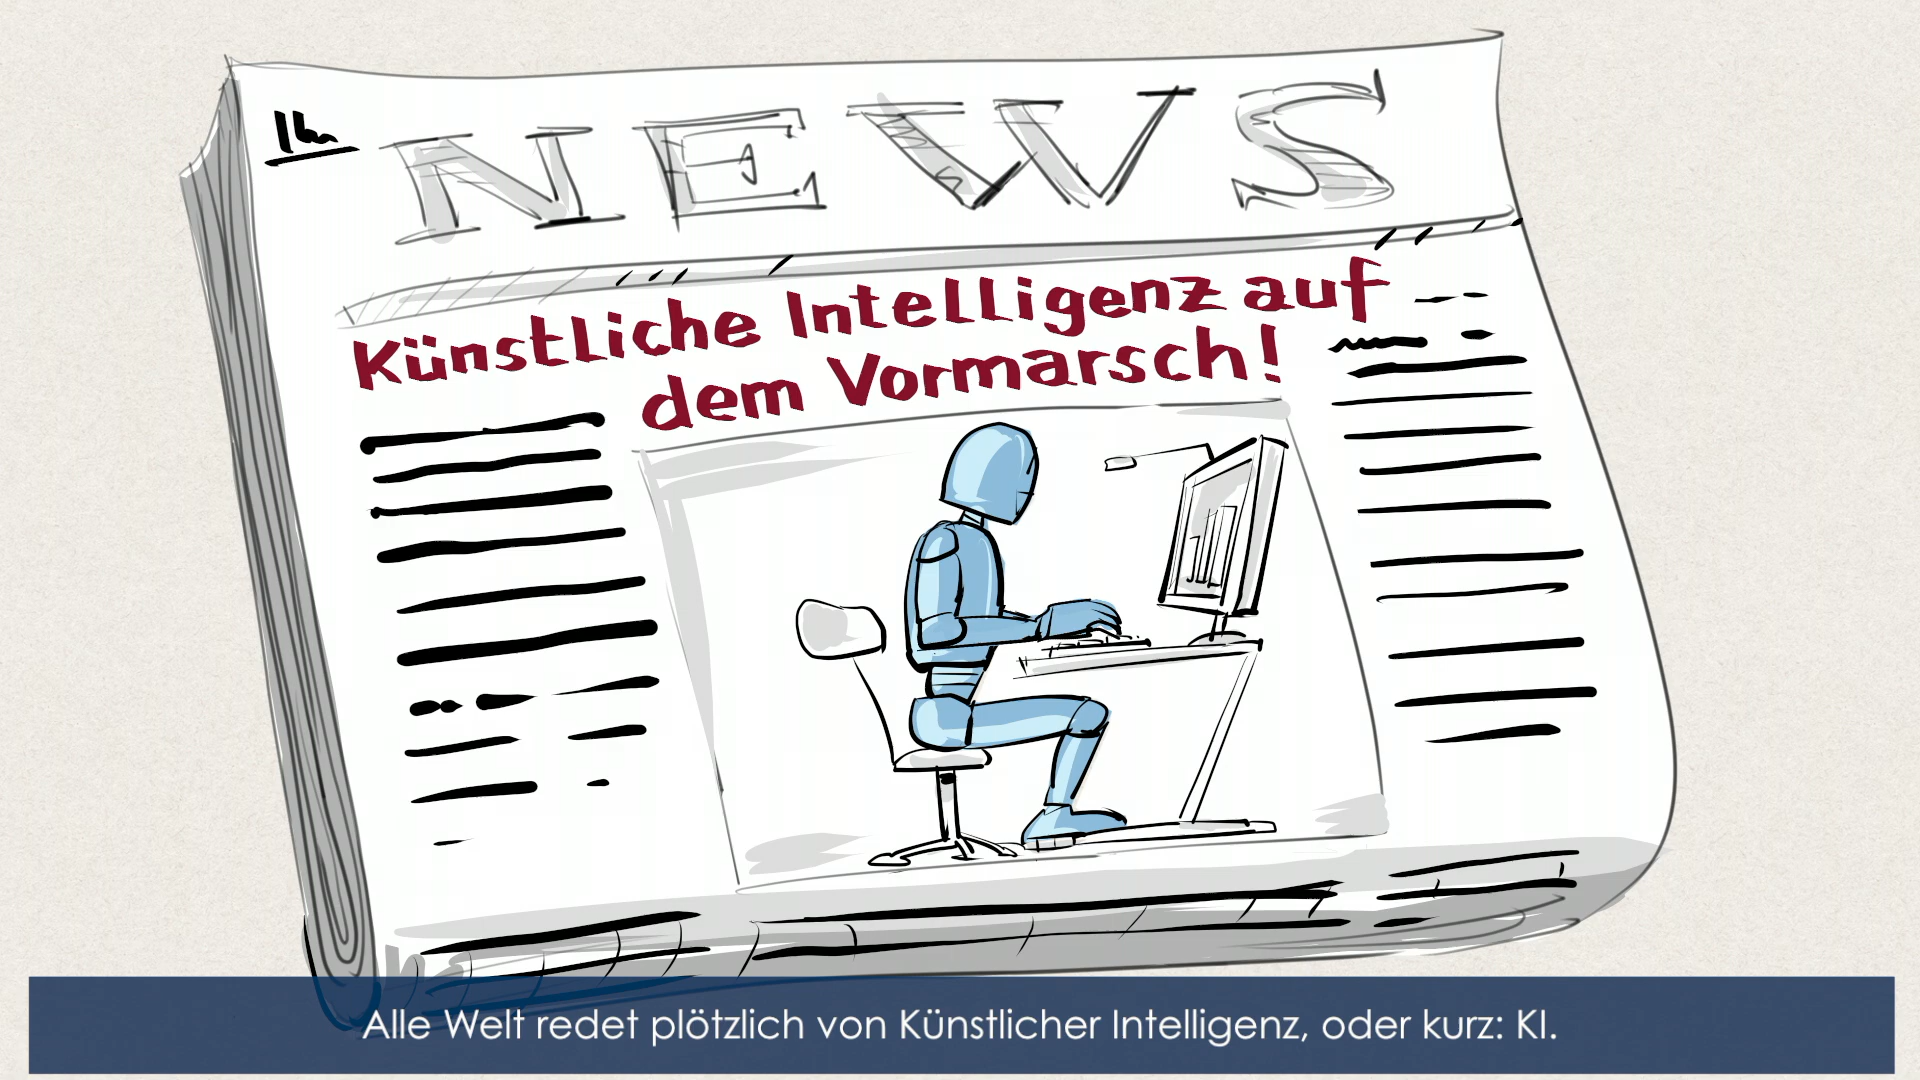 NEWS
Künstliche Intelligenz auf
dem Vormarsch!
Alle Welt redet plötzlich von Künstlicher Intelligenz, oder kurz: KI.